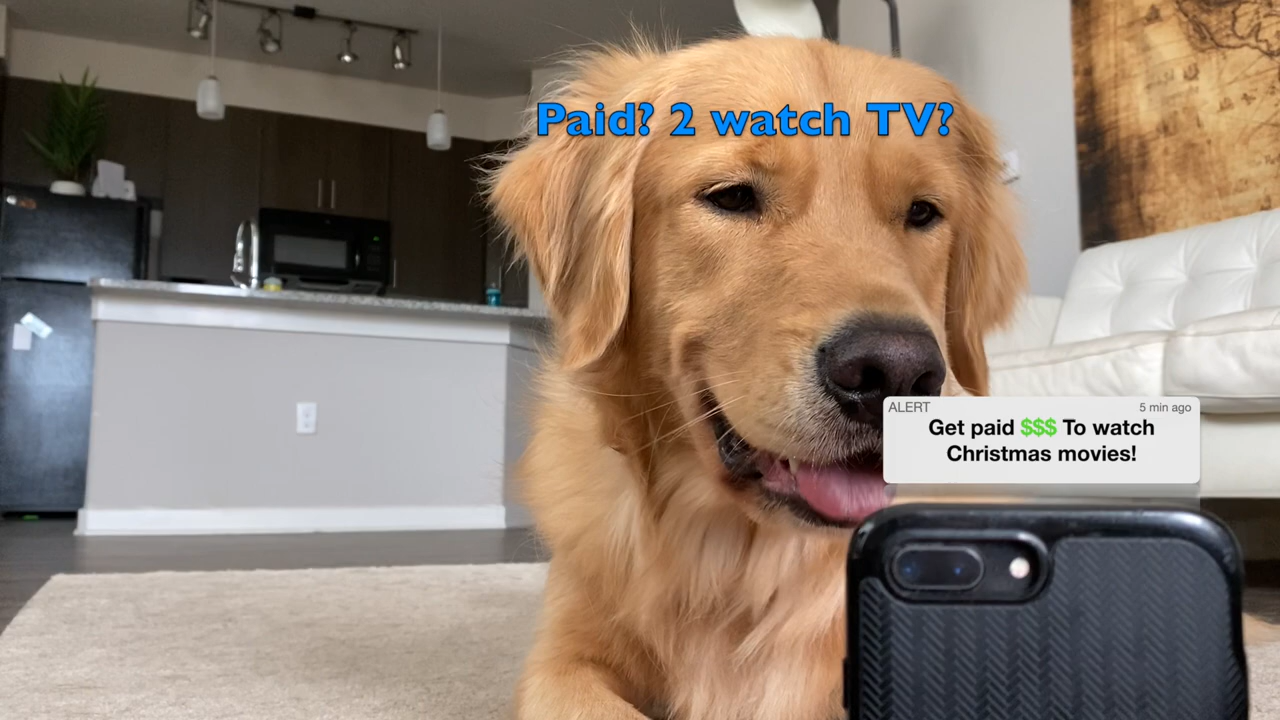 Paid? 2 watch TV?
ALERT 5 min ago
Get paid $$$ To watch
Christmas movies!